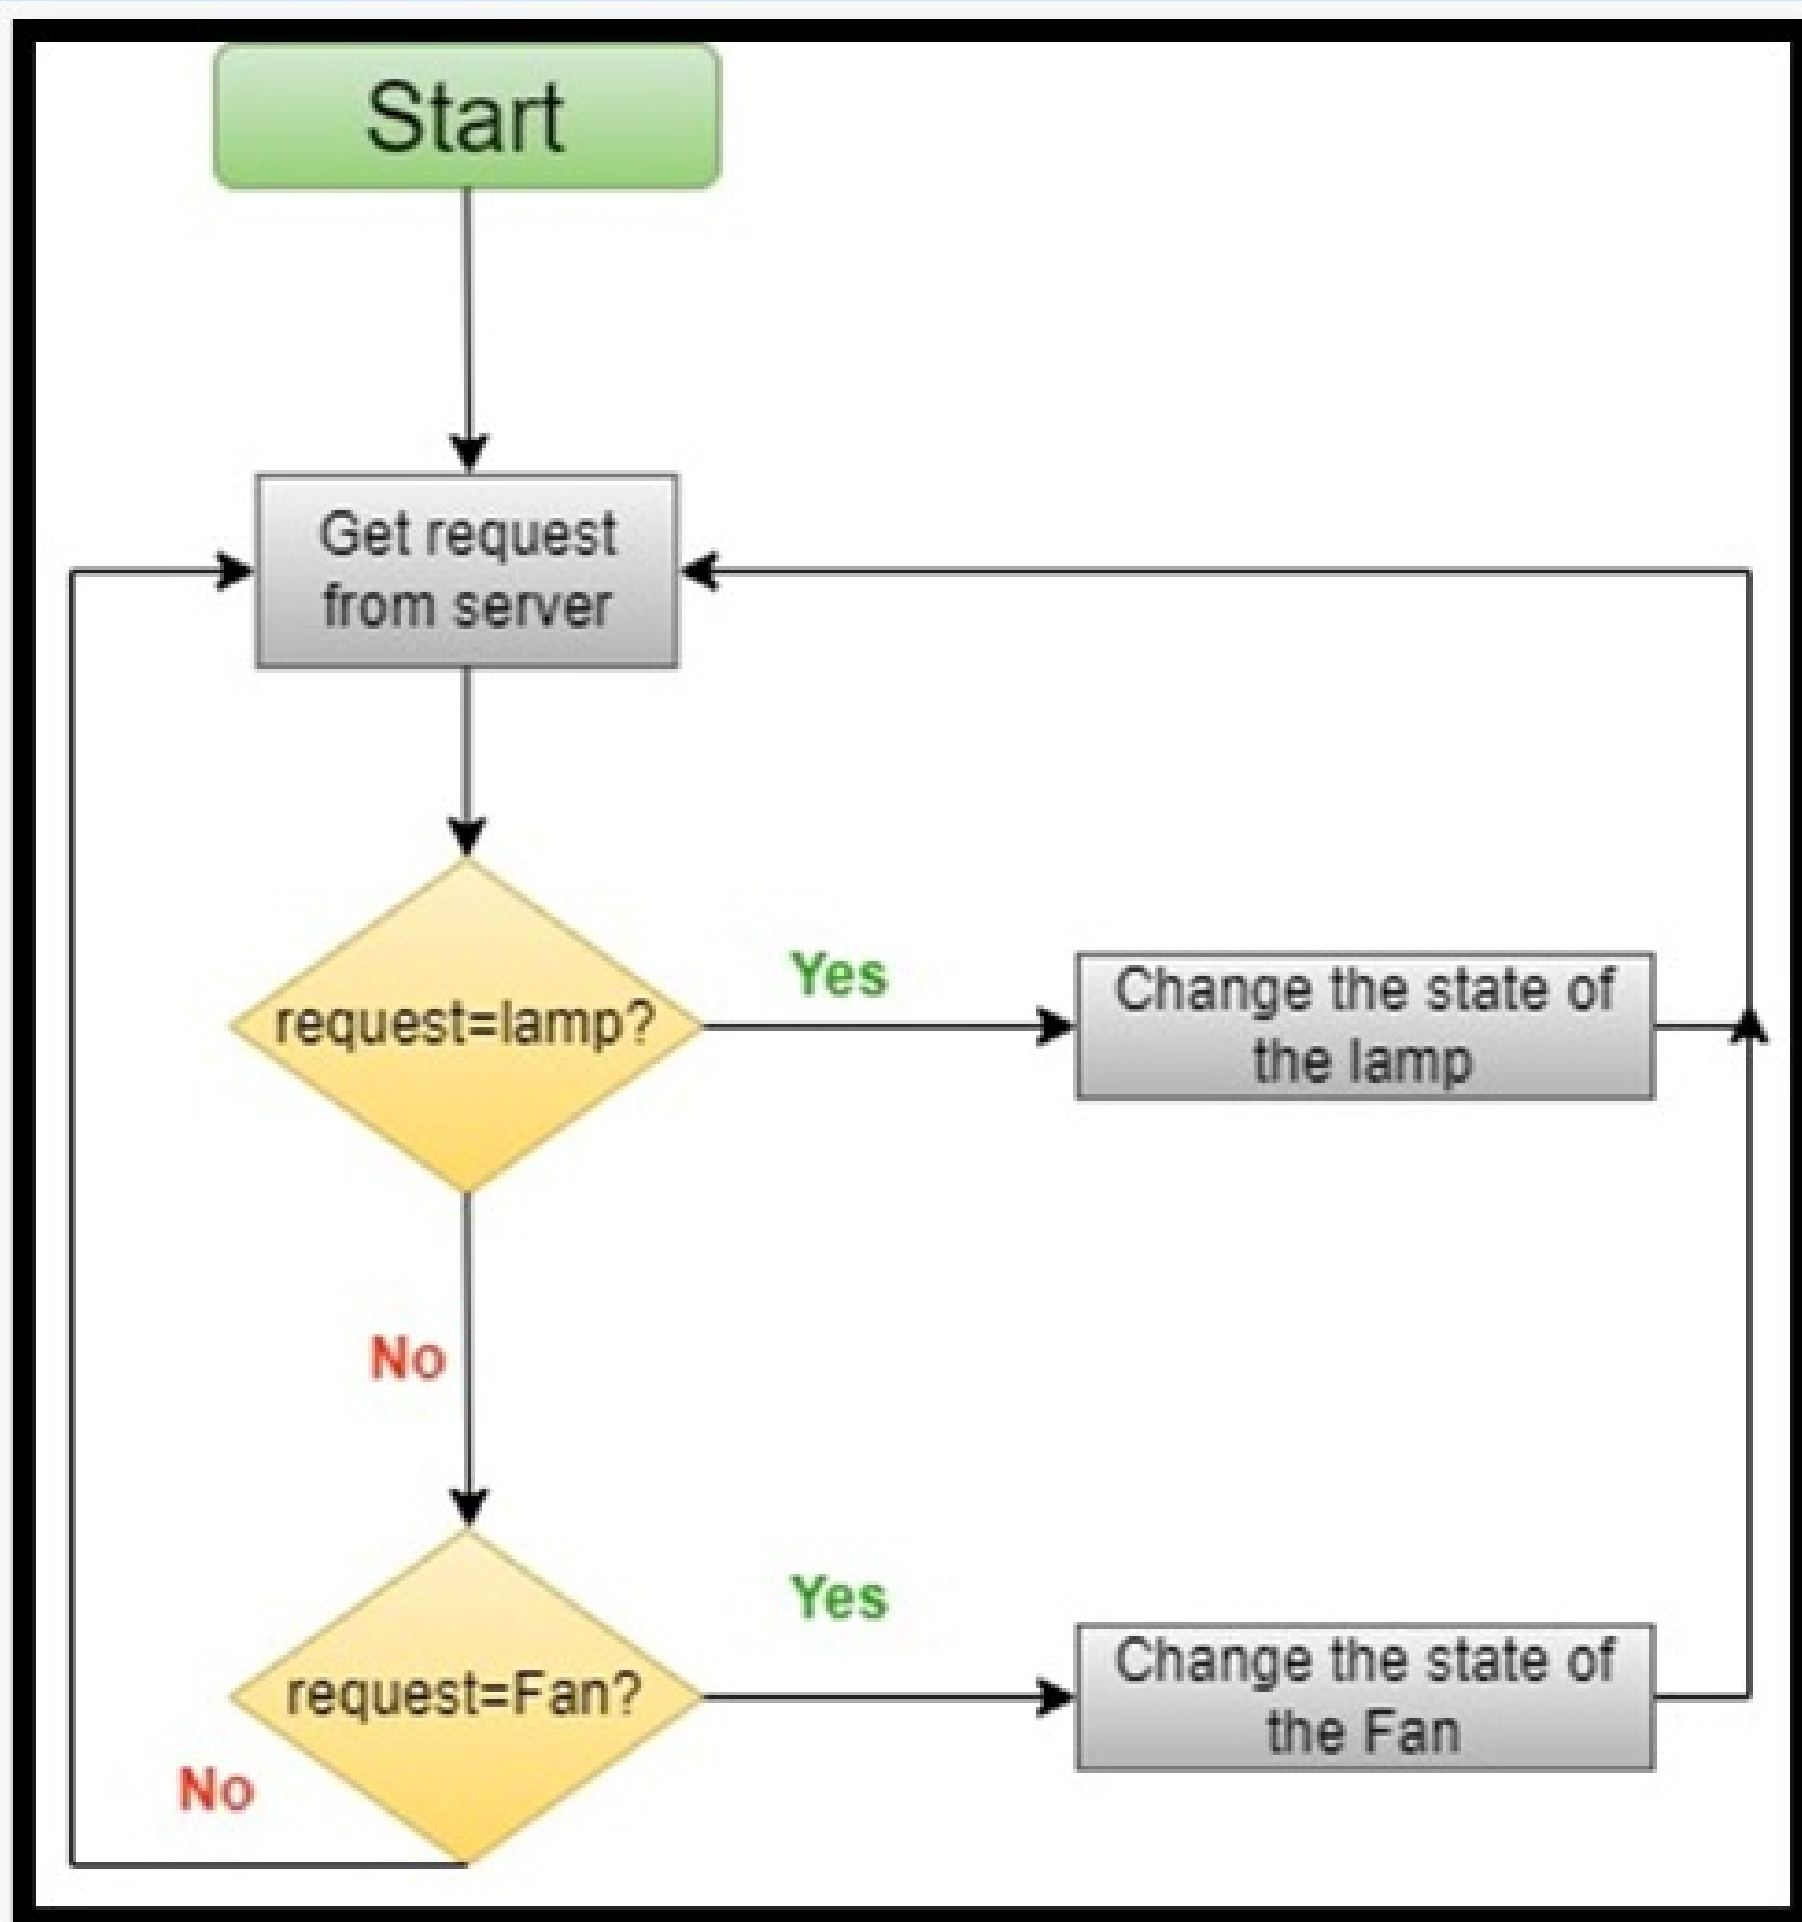 Start
Get request
from server
request=lamp?
Yes
Change the state of
the lamp
No
request=Fan?
Yes
Change the state of
the Fan
No